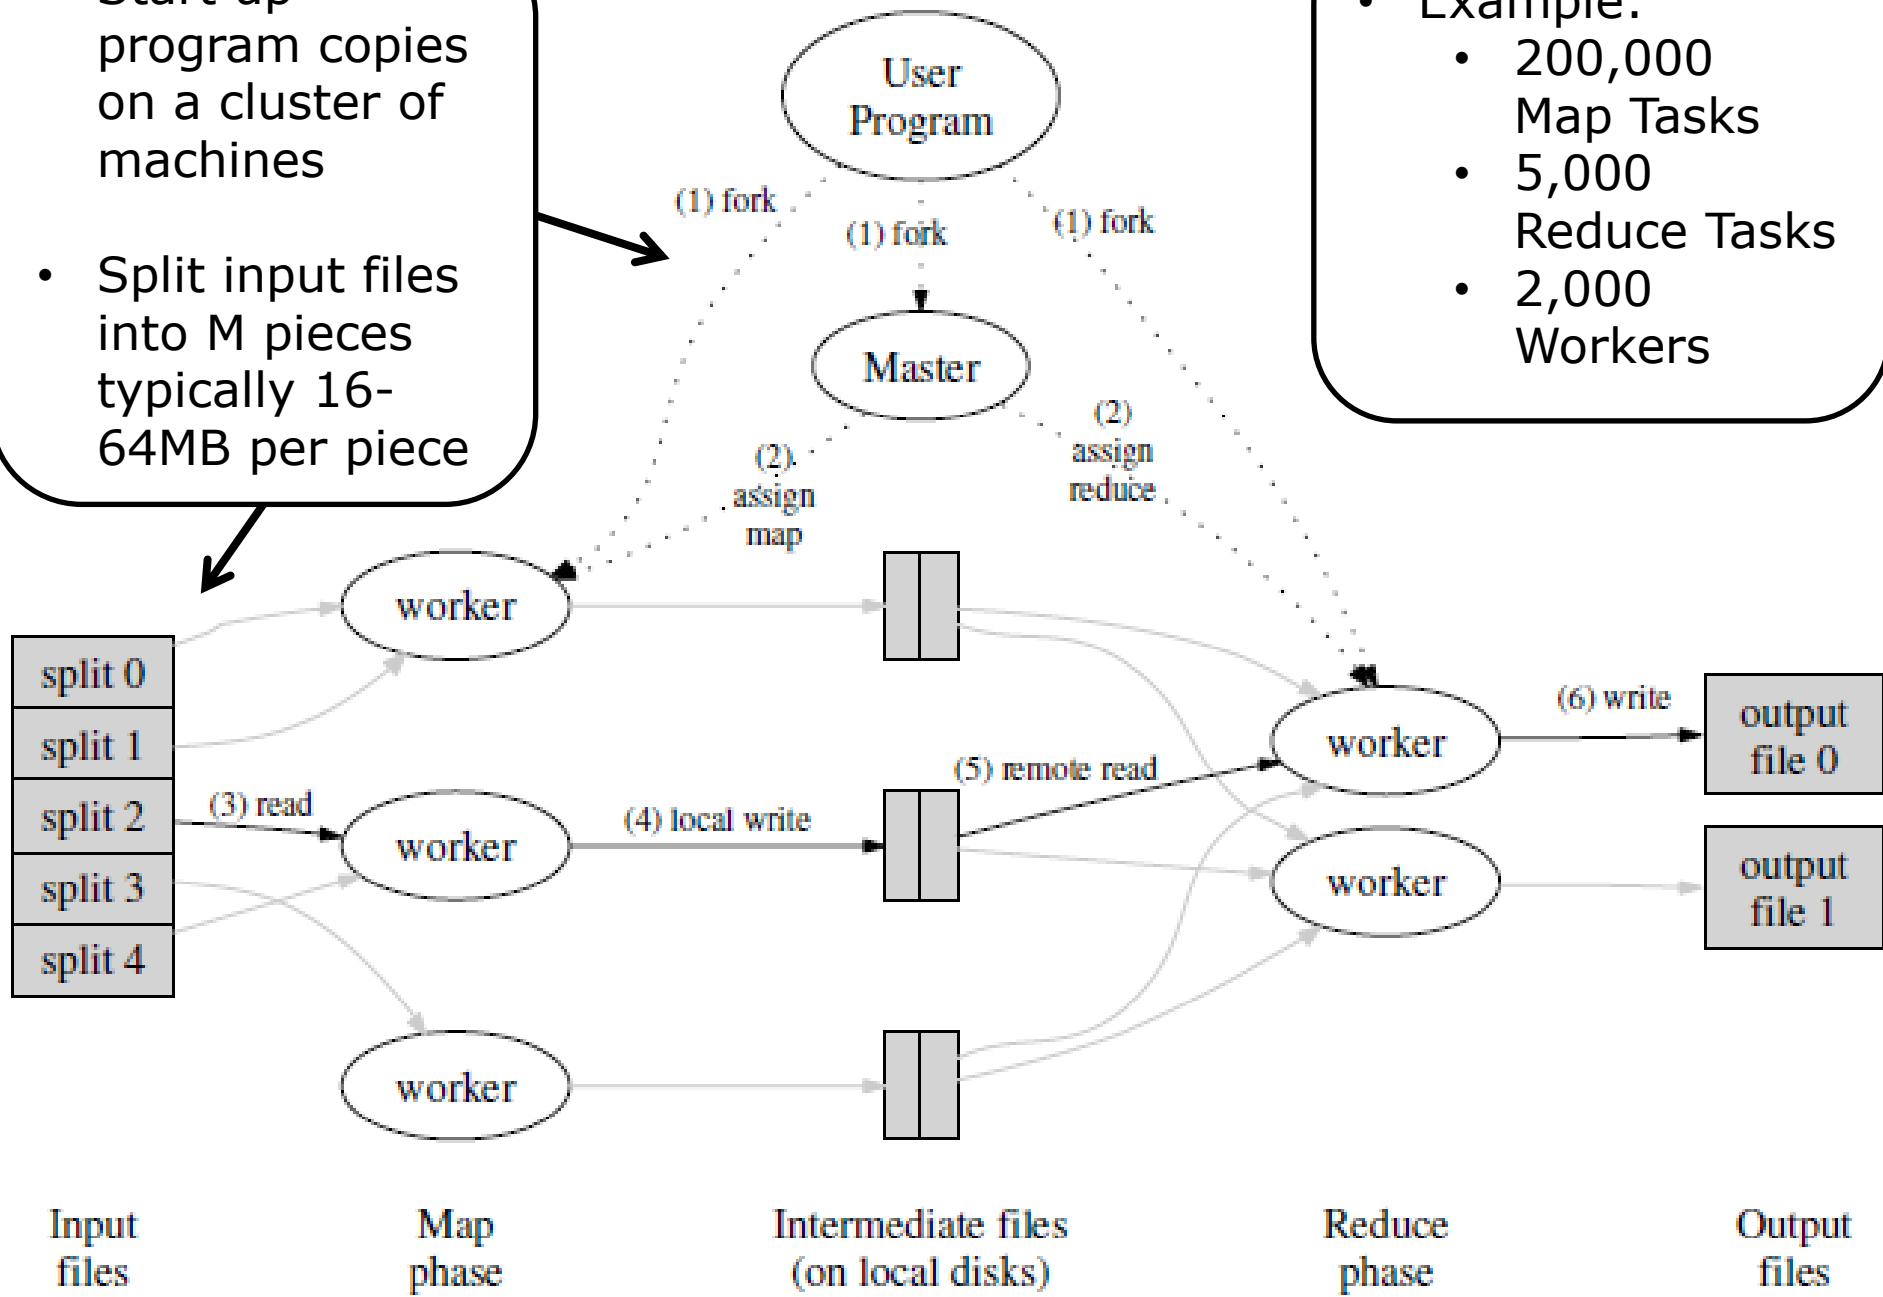 Start up
program copies
on a cluster of
machines
• Split input files
into M pieces
typically 16-
64MB per piece
• Example:
• 200,000
Map Tasks
• 5,000
Reduce Tasks
• 2,000
Workers
User
Program
(1) fork
(1) fork
(1) fork
Master
(2)
assign
map
(2)
assign
reduce
split 0
split 1
split 2
split 3
split 4
(3) read
worker
worker
worker
(4) local write
(5) remote read
worker
worker
(6) write
output
file 0
output
file 1
Input
files
Map
phase
Intermediate files
(on local disks)
Reduce
phase
Output
files